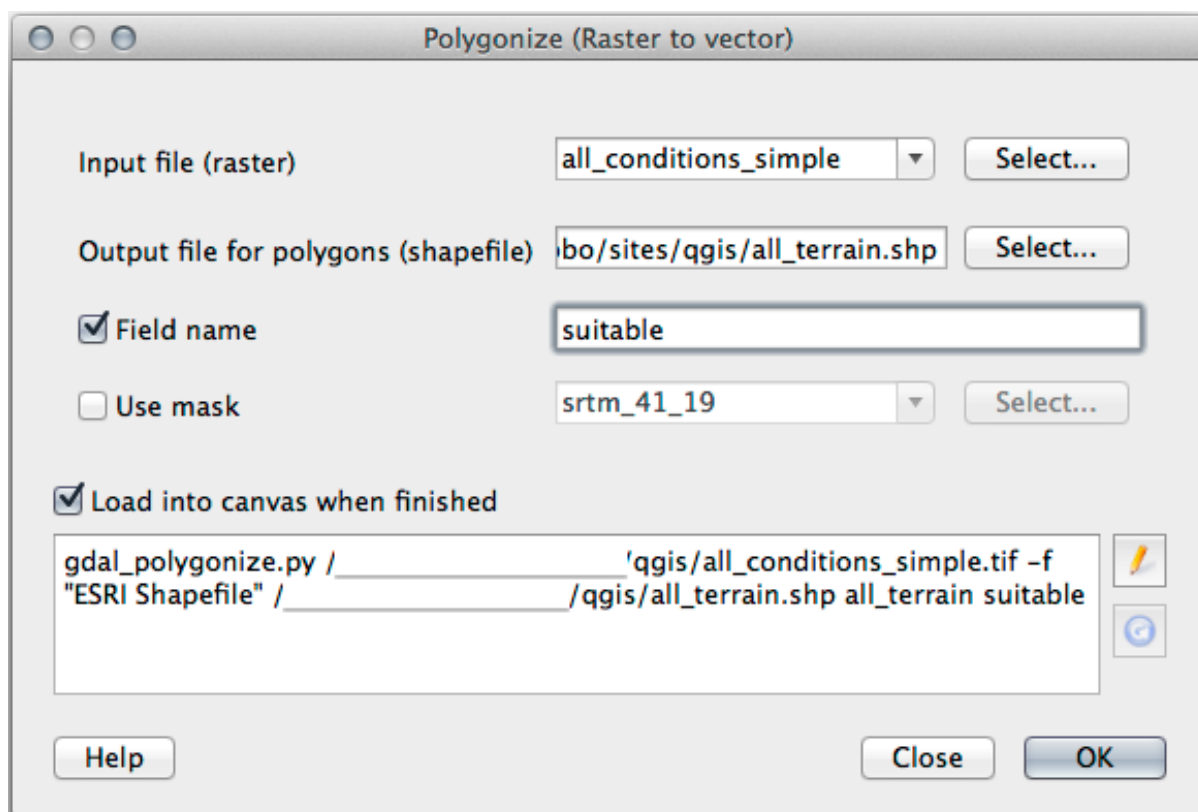 Polygonize (Raster to vector)
Input file (raster) all_conditions_simple Select...
Output file for polygons (shapefile) bo/sites/qgis/all_terrain.shp Select...
Field name suitable
Use mask srtm_41_19 Select...
Load into canvas when finished
gdal_polygonize.py /____________________/qgis/all_conditions_simple.tif -f
"ESRI Shapefile" /____________________/qgis/all_terrain.shp all_terrain suitable
Help Close OK